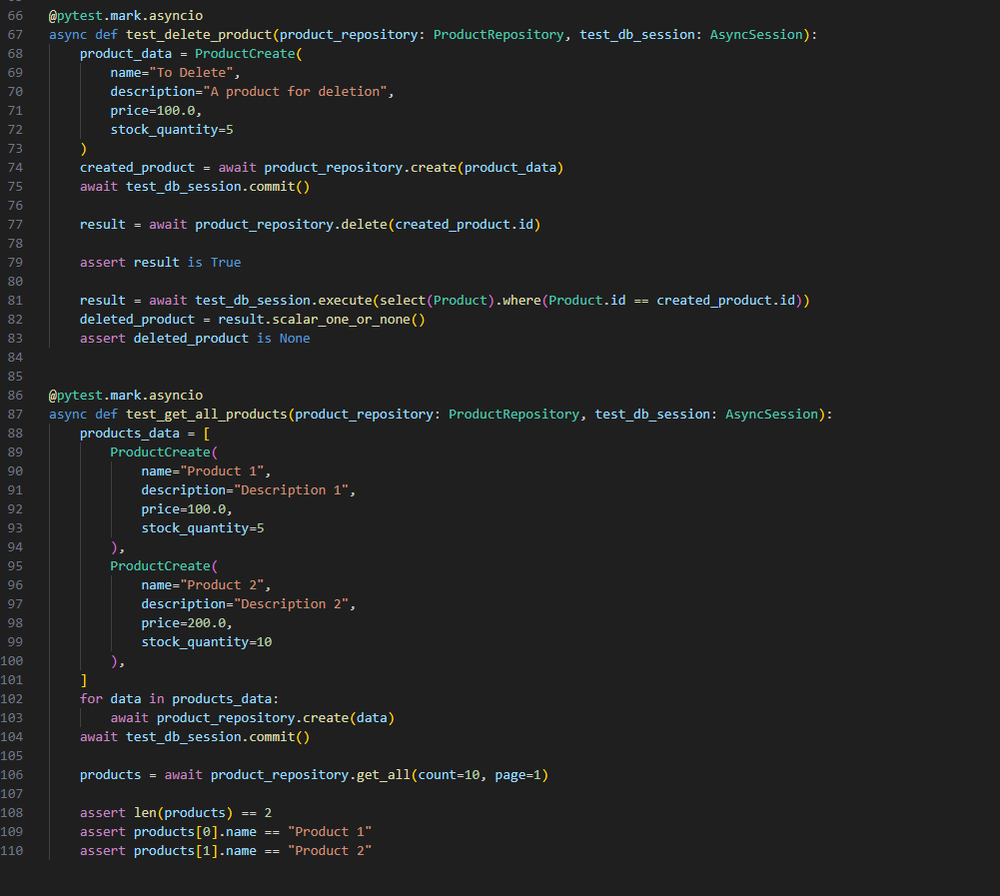 66 @pytest.mark.asyncio
67 async def test_delete_product(product_repository: ProductRepository, test_db_session: AsyncSession):
68     product_data = ProductCreate(
69         name="To Delete",
70         description="A product for deletion",
71         price=100.0,
72         stock_quantity=5
73     )
74     created_product = await product_repository.create(product_data)
75     await test_db_session.commit()
76
77     result = await product_repository.delete(created_product.id)
78
79     assert result is True
80
81     result = await test_db_session.execute(select(Product).where(Product.id == created_product.id))
82     deleted_product = result.scalar_one_or_none()
83     assert deleted_product is None
84
85
86 @pytest.mark.asyncio
87 async def test_get_all_products(product_repository: ProductRepository, test_db_session: AsyncSession):
88     products_data = [
89         ProductCreate(
90             name="Product 1",
91             description="Description 1",
92             price=100.0,
93             stock_quantity=5
94         ),
95         ProductCreate(
96             name="Product 2",
97             description="Description 2",
98             price=200.0,
99             stock_quantity=10
100         ),
101     ]
102     for data in products_data:
103         await product_repository.create(data)
104     await test_db_session.commit()
105
106     products = await product_repository.get_all(count=10, page=1)
107
108     assert len(products) == 2
109     assert products[0].name == "Product 1"
110     assert products[1].name == "Product 2"